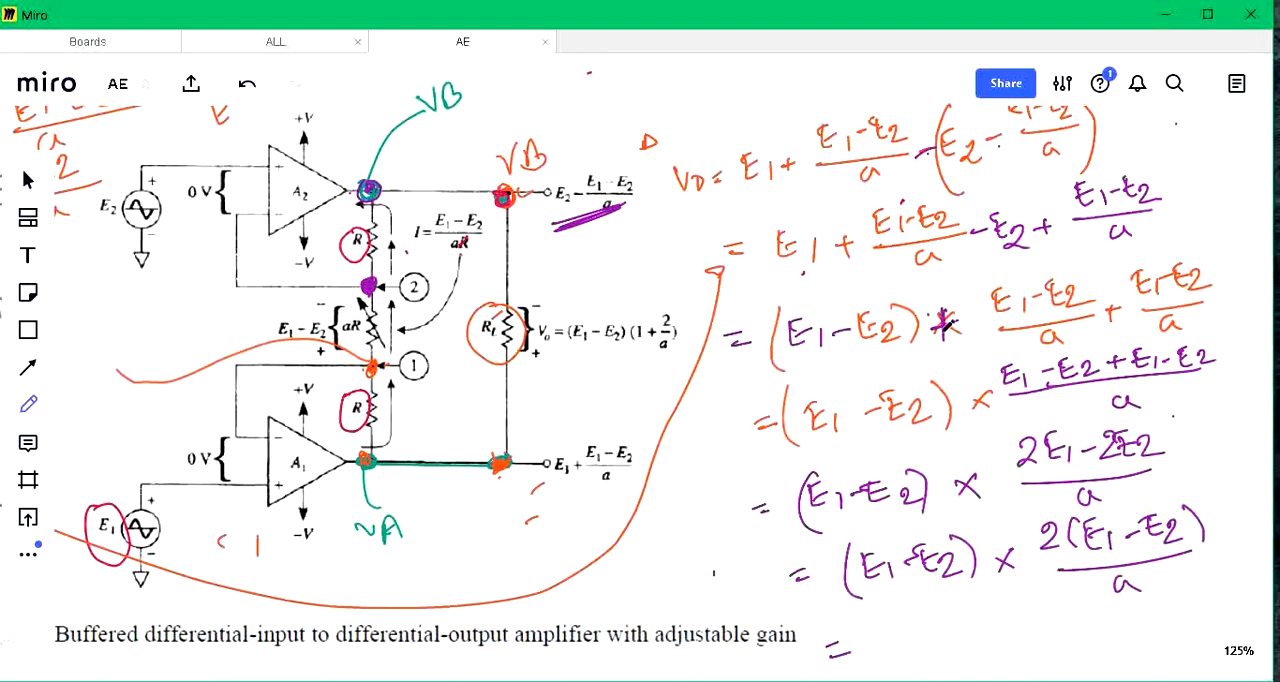 Miro
Boards
ALL
AE
miro
AE
Share
1
VB
VB
+V
A2
-V
0 V
E2
R
I = E1 - E2 / aR
E2 - E1 - E2 / a
2
E1 - E2
aR
RL
Vo = (E1 - E2) (1 + 2/a)
1
R
+V
A1
-V
0 V
E1
E1 + E1 - E2 / a
VA
Buffered differential-input to differential-output amplifier with adjustable gain
VD = E1 + E1 - E2 / a - (E2 - E1 - E2 / a)
= E1 + E1 - E2 / a - E2 + E1 - E2 / a
= (E1 - E2) × E1 - E2 / a + E1 - E2 / a
= (E1 - E2) × E1 - E2 + E1 - E2 / a
= (E1 - E2) × 2E1 - 2E2 / a
= (E1 - E2) × 2(E1 - E2) / a
=
125%